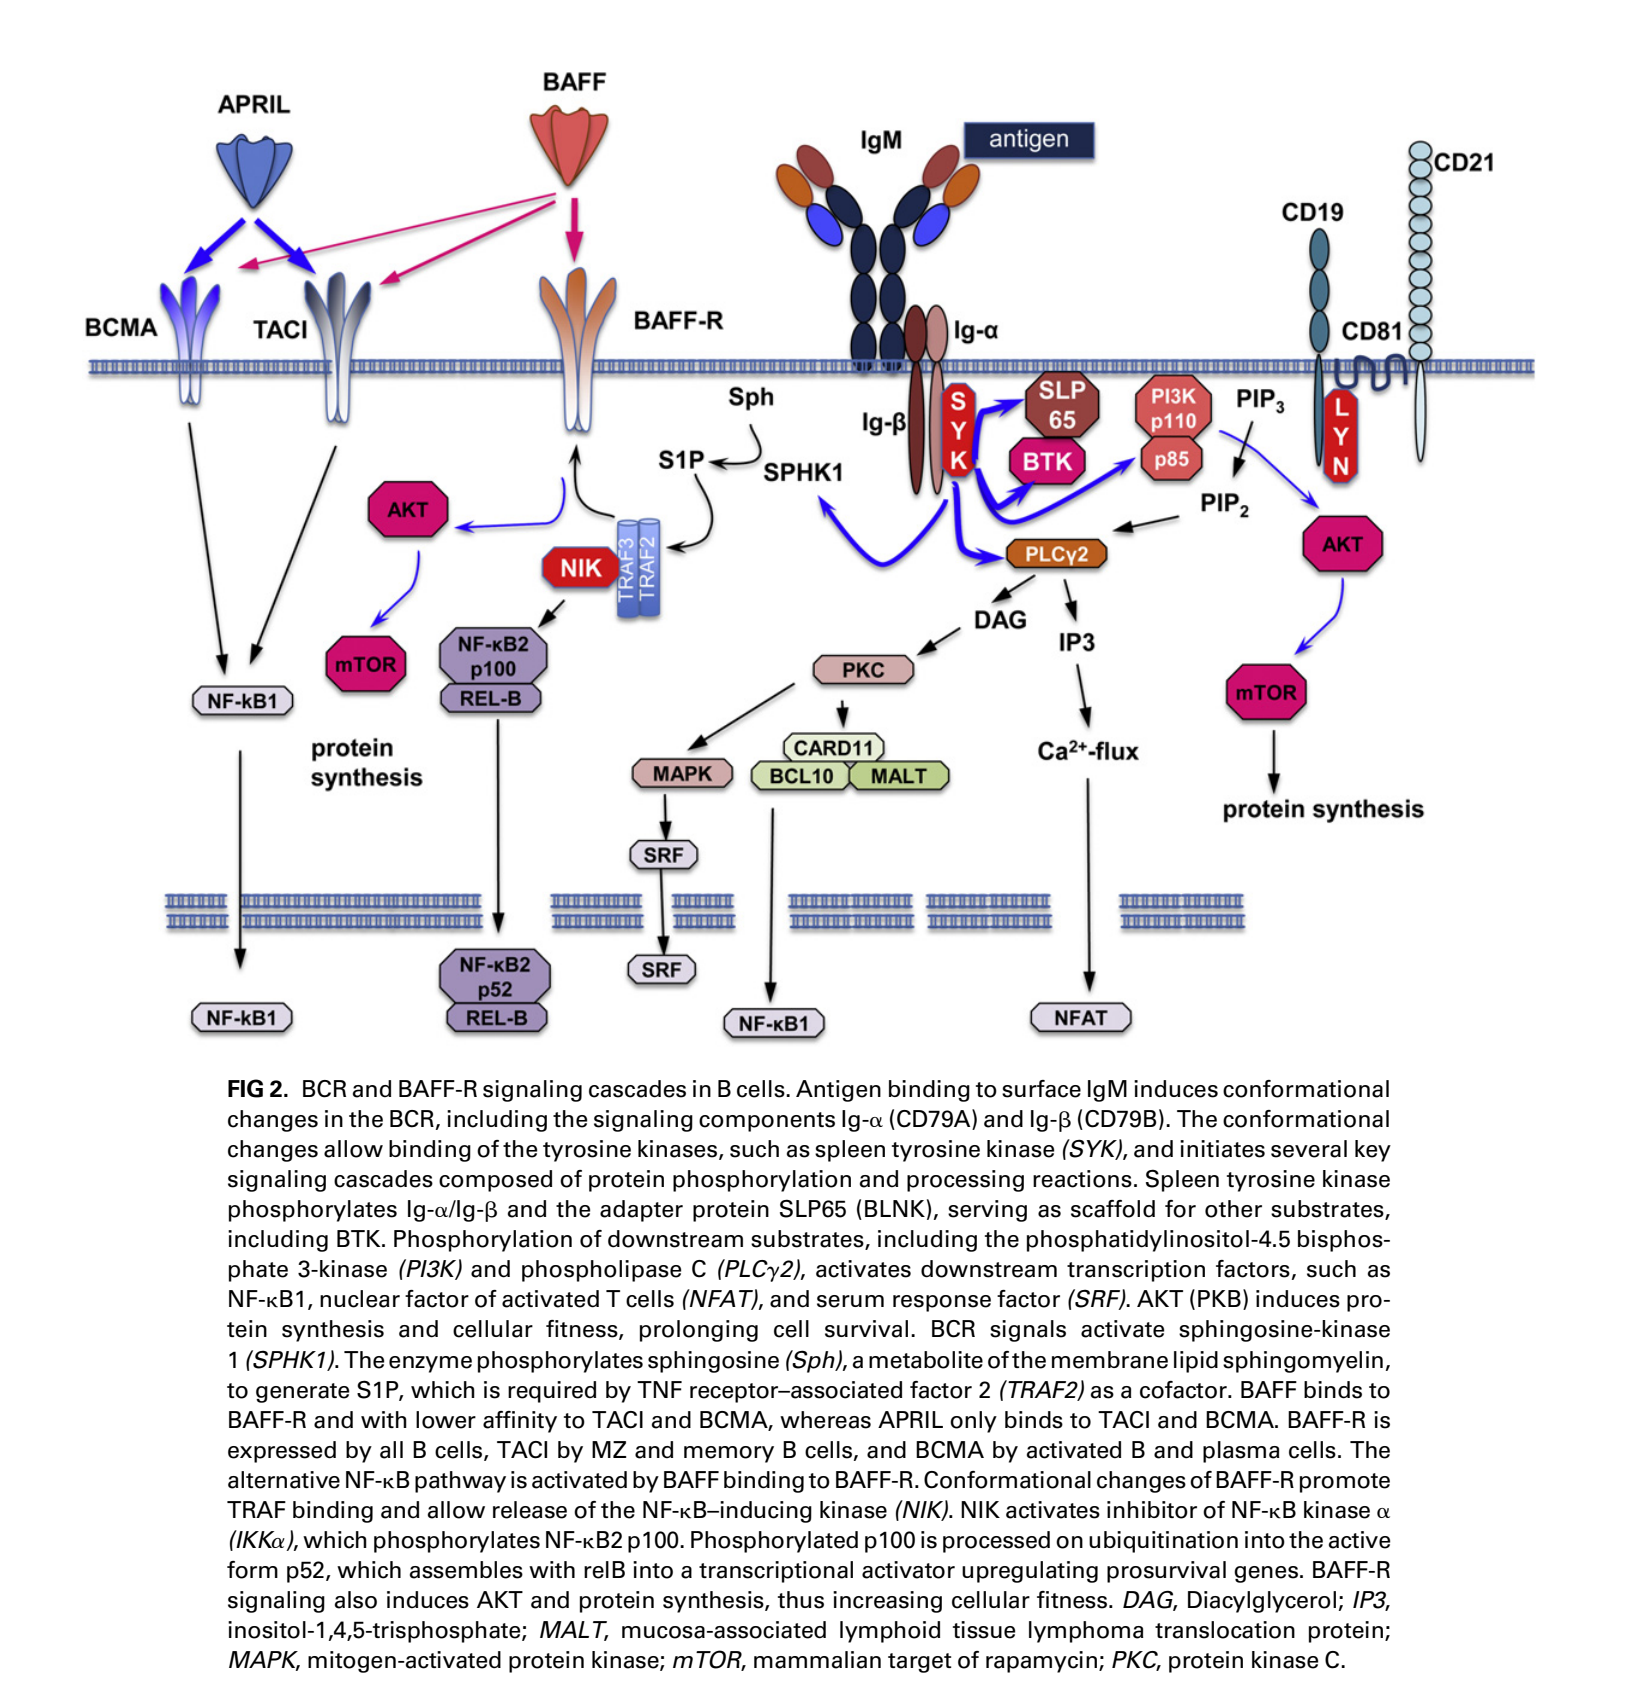 BAFF
APRIL
IgM
antigen
CD21
CD19
BCMA
TACI
BAFF-R
Ig-α
CD81
Sph
Ig-β
S
Y
K
SLP
65
BTK
PI3K
p110
p85
PIP3
L
Y
N
S1P
SPHK1
PIP2
AKT
NIK
TRAF3
TRAF2
PLCγ2
AKT
DAG
IP3
mTOR
NF-κB2
p100
REL-B
PKC
NF-kB1
mTOR
protein
synthesis
CARD11
BCL10
MALT
MAPK
Ca2+-flux
protein synthesis
SRF
SRF
NF-kB1
NF-κB2
p52
REL-B
NF-κB1
NFAT
FIG 2. BCR and BAFF-R signaling cascades in B cells. Antigen binding to surface IgM induces conformational
changes in the BCR, including the signaling components Ig-α (CD79A) and Ig-β (CD79B). The conformational
changes allow binding of the tyrosine kinases, such as spleen tyrosine kinase (SYK), and initiates several key
signaling cascades composed of protein phosphorylation and processing reactions. Spleen tyrosine kinase
phosphorylates Ig-α/Ig-β and the adapter protein SLP65 (BLNK), serving as scaffold for other substrates,
including BTK. Phosphorylation of downstream substrates, including the phosphatidylinositol-4.5 bisphos-
phate 3-kinase (PI3K) and phospholipase C (PLCγ2), activates downstream transcription factors, such as
NF-κB1, nuclear factor of activated T cells (NFAT), and serum response factor (SRF). AKT (PKB) induces pro-
tein synthesis and cellular fitness, prolonging cell survival. BCR signals activate sphingosine-kinase
1 (SPHK1). The enzyme phosphorylates sphingosine (Sph), a metabolite of the membrane lipid sphingomyelin,
to generate S1P, which is required by TNF receptor–associated factor 2 (TRAF2) as a cofactor. BAFF binds to
BAFF-R and with lower affinity to TACI and BCMA, whereas APRIL only binds to TACI and BCMA. BAFF-R is
expressed by all B cells, TACI by MZ and memory B cells, and BCMA by activated B and plasma cells. The
alternative NF-κB pathway is activated by BAFF binding to BAFF-R. Conformational changes of BAFF-R promote
TRAF binding and allow release of the NF-κB–inducing kinase (NIK). NIK activates inhibitor of NF-κB kinase α
(IKKα), which phosphorylates NF-κB2 p100. Phosphorylated p100 is processed on ubiquitination into the active
form p52, which assembles with relB into a transcriptional activator upregulating prosurvival genes. BAFF-R
signaling also induces AKT and protein synthesis, thus increasing cellular fitness. DAG, Diacylglycerol; IP3,
inositol-1,4,5-trisphosphate; MALT, mucosa-associated lymphoid tissue lymphoma translocation protein;
MAPK, mitogen-activated protein kinase; mTOR, mammalian target of rapamycin; PKC, protein kinase C.